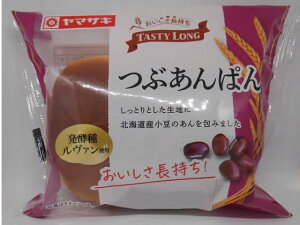 ヤマザキ
おいしさ長持ち
TASTY LONG
つぶあんぱん
しっとりとした生地に
北海道産小豆のあんを包みました
発酵種
ルヴァン使用
おいしさ長持ち!